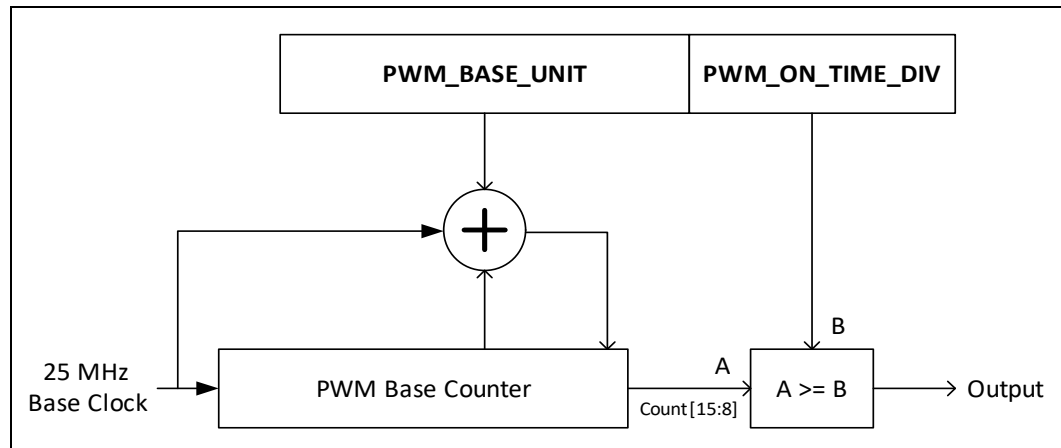 PWM_BASE_UNIT
PWM_ON_TIME_DIV
+
B
25 MHz
Base Clock
PWM Base Counter
A
Count[15:8]
A >= B
Output